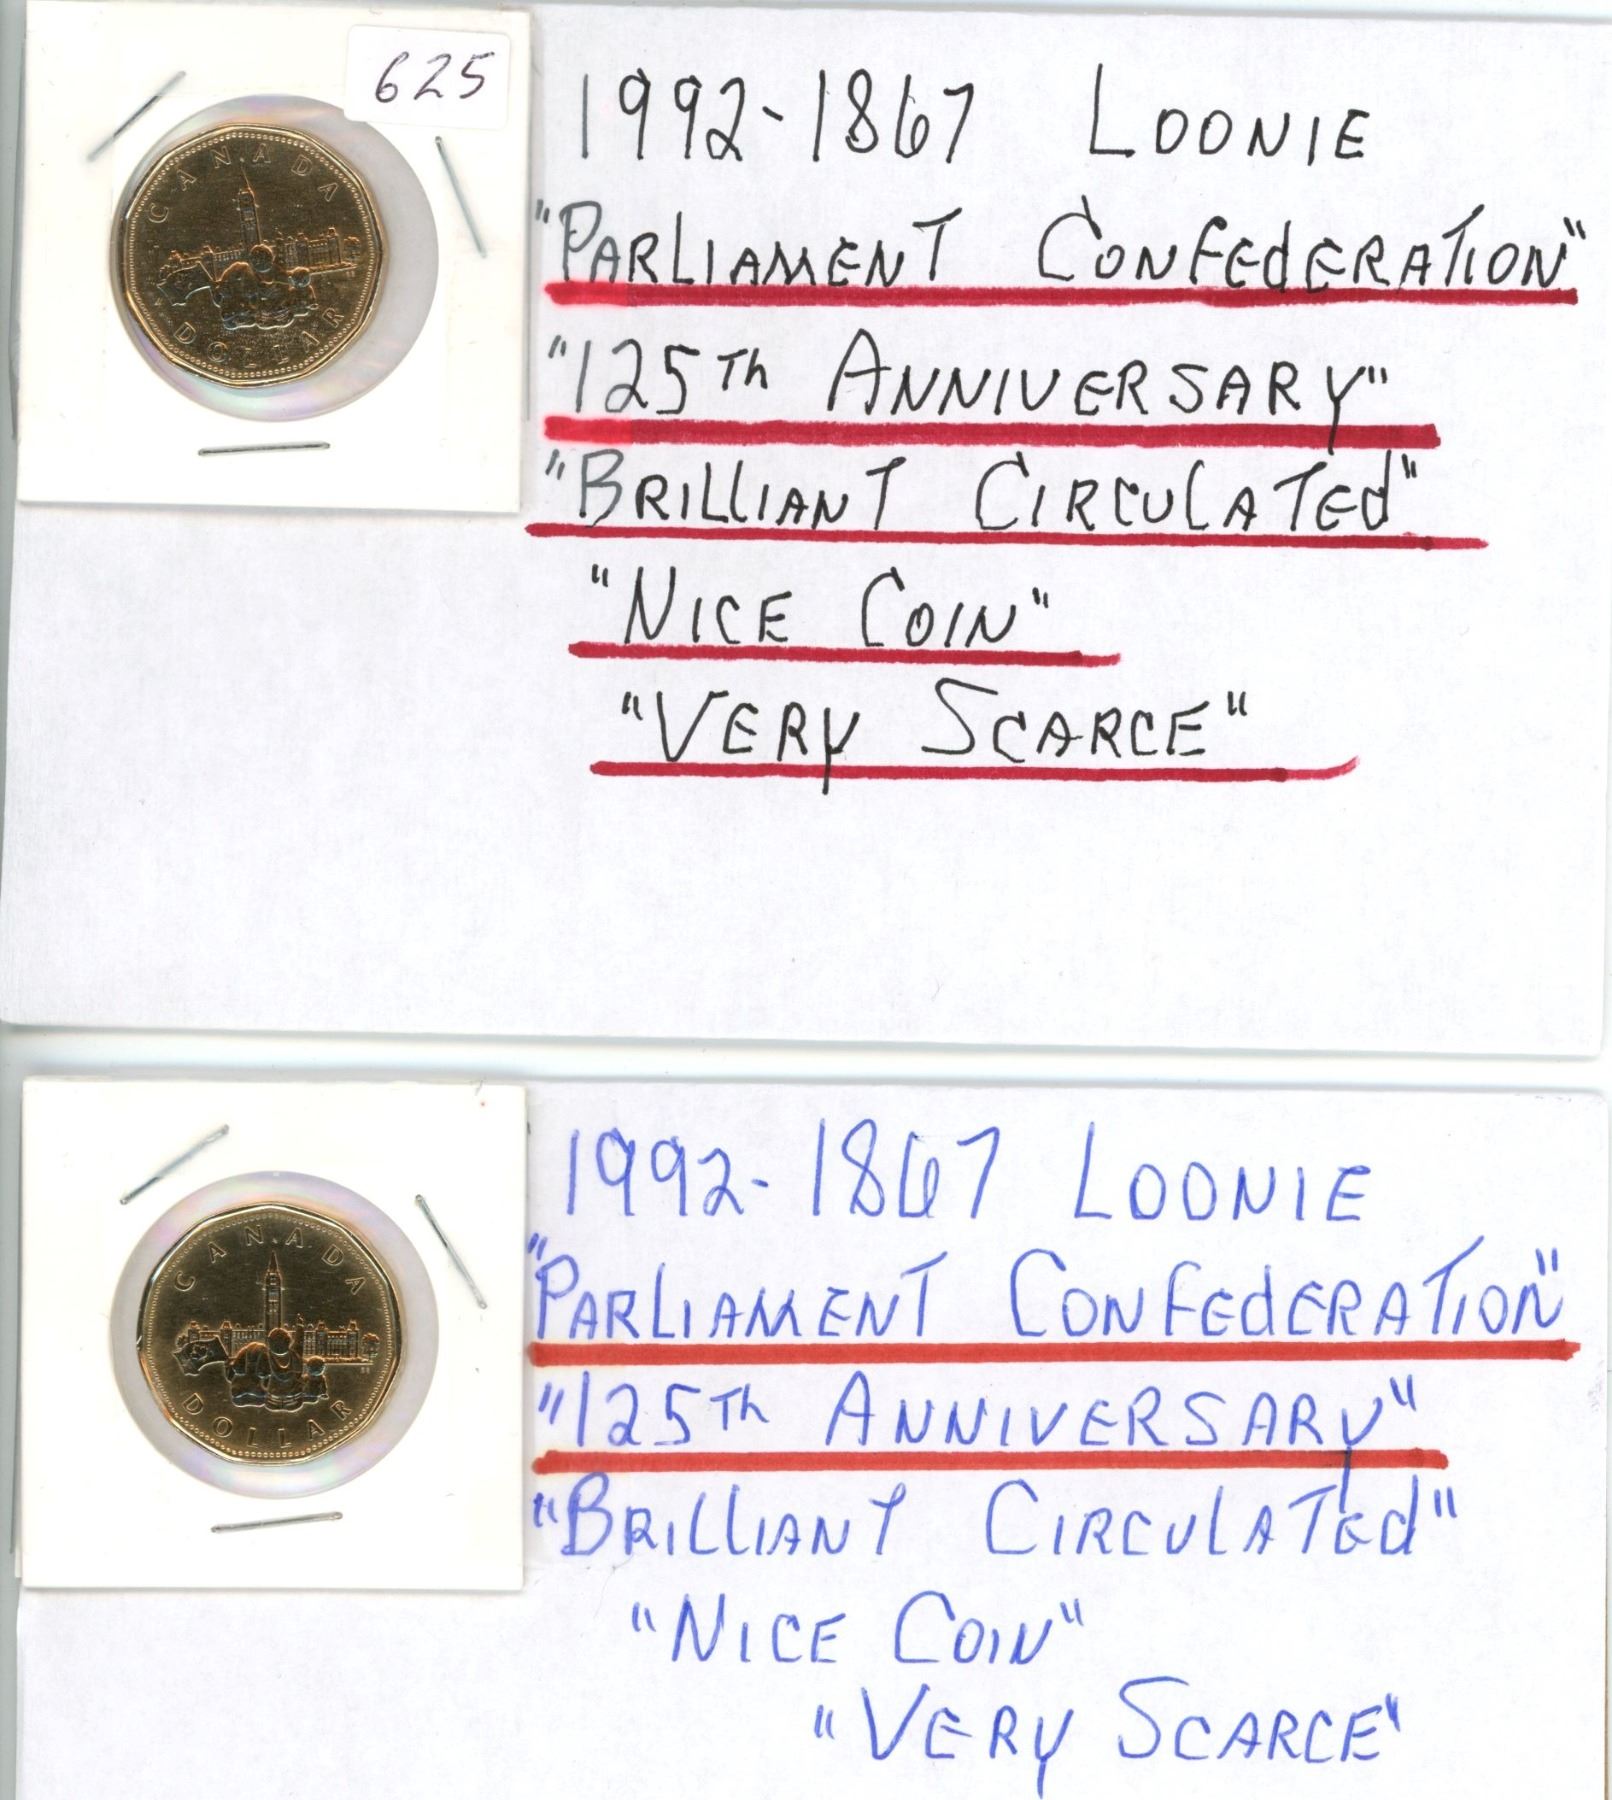 625
CANADA
DOLLAR
1992-1867 LOONIE
"PARLIAMENT CONFEdERATION"
"125Th ANNIVERSARY"
"BRILLIANT CIRCULATEd"
"NICE COIN"
"VERY SCARCE"
CANADA
DOLLAR
1992-1867 LOONIE
"PARLIAMENT CONFEdERATION"
"125Th ANNIVERSARY"
"BRILLIANT CIRCULATEd"
"NICE COIN"
"VERY SCARCE"